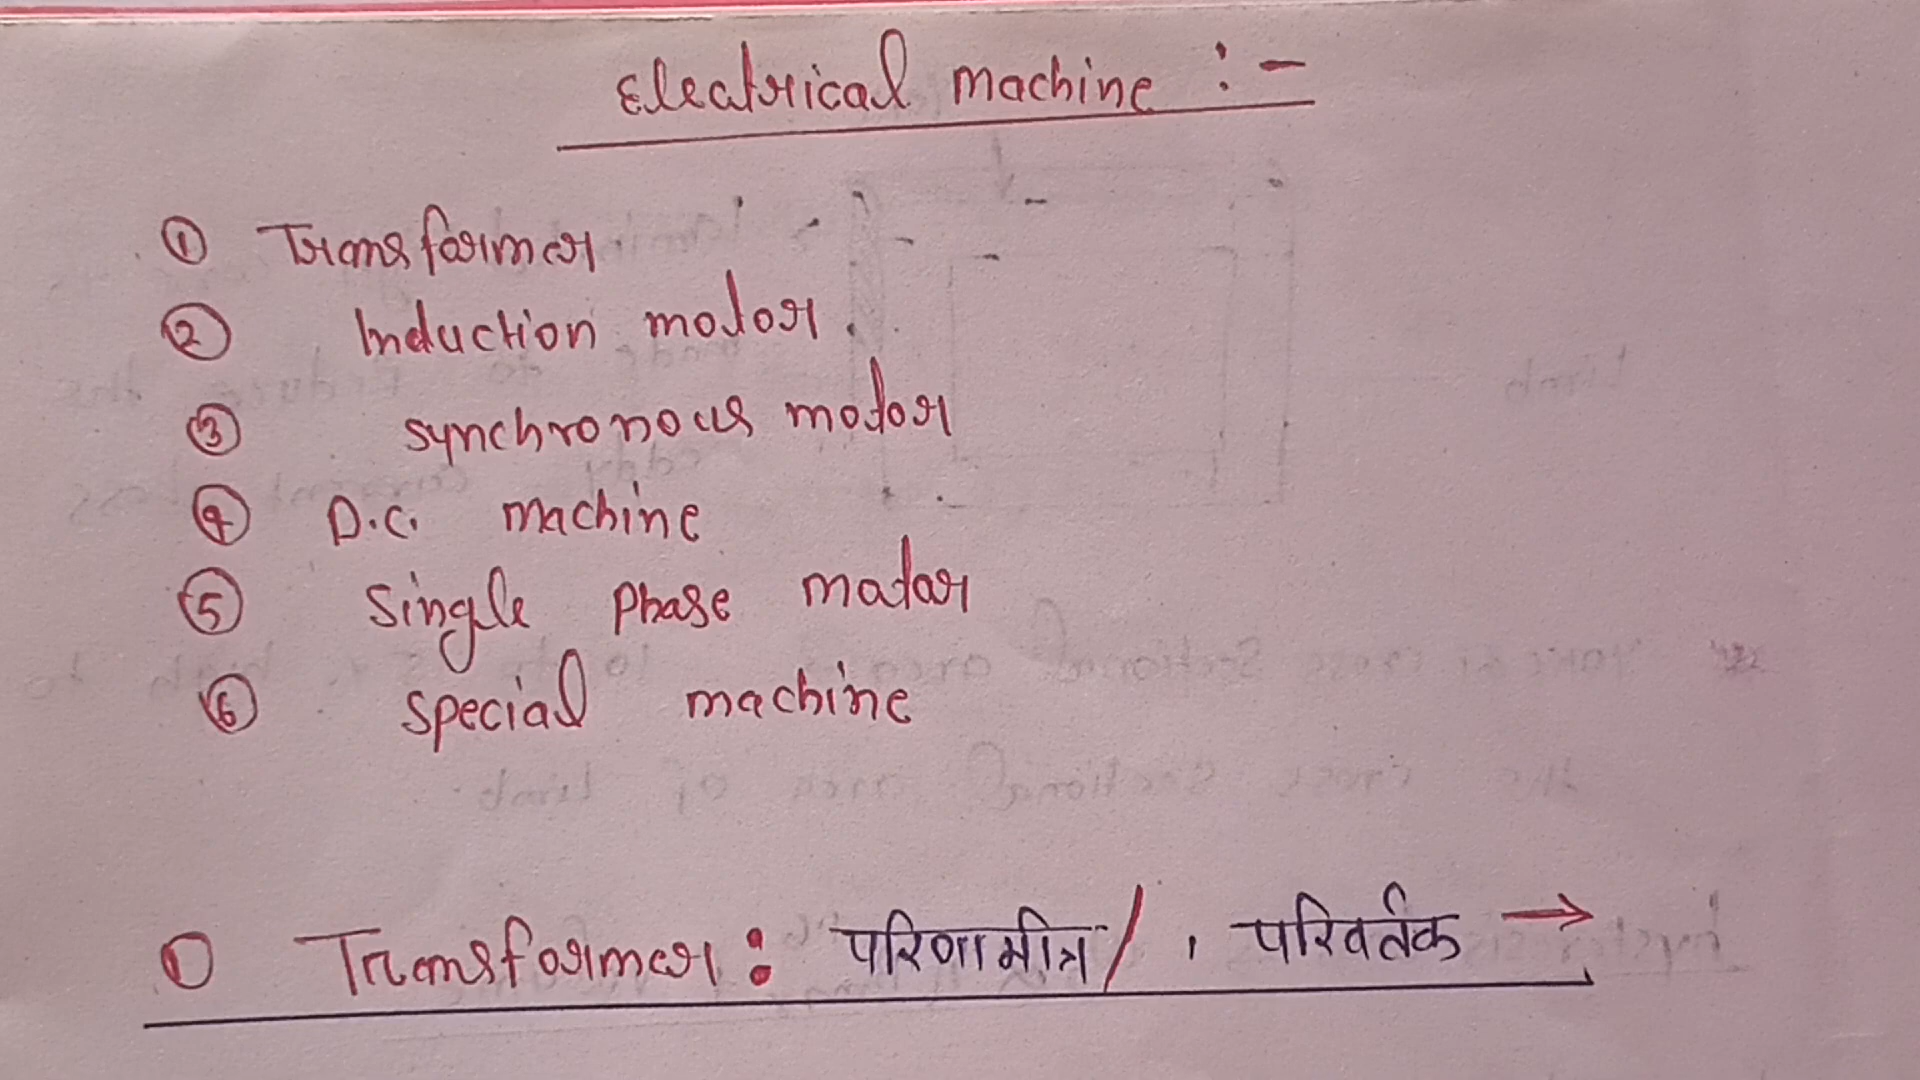 Electrical machine :-
① Transformer
② Induction motor
③ synchronous motor
④ D.C. machine
⑤ Single phase motor
⑥ special machine
① Transformer : परिणामीत्र / , परिवर्तक →